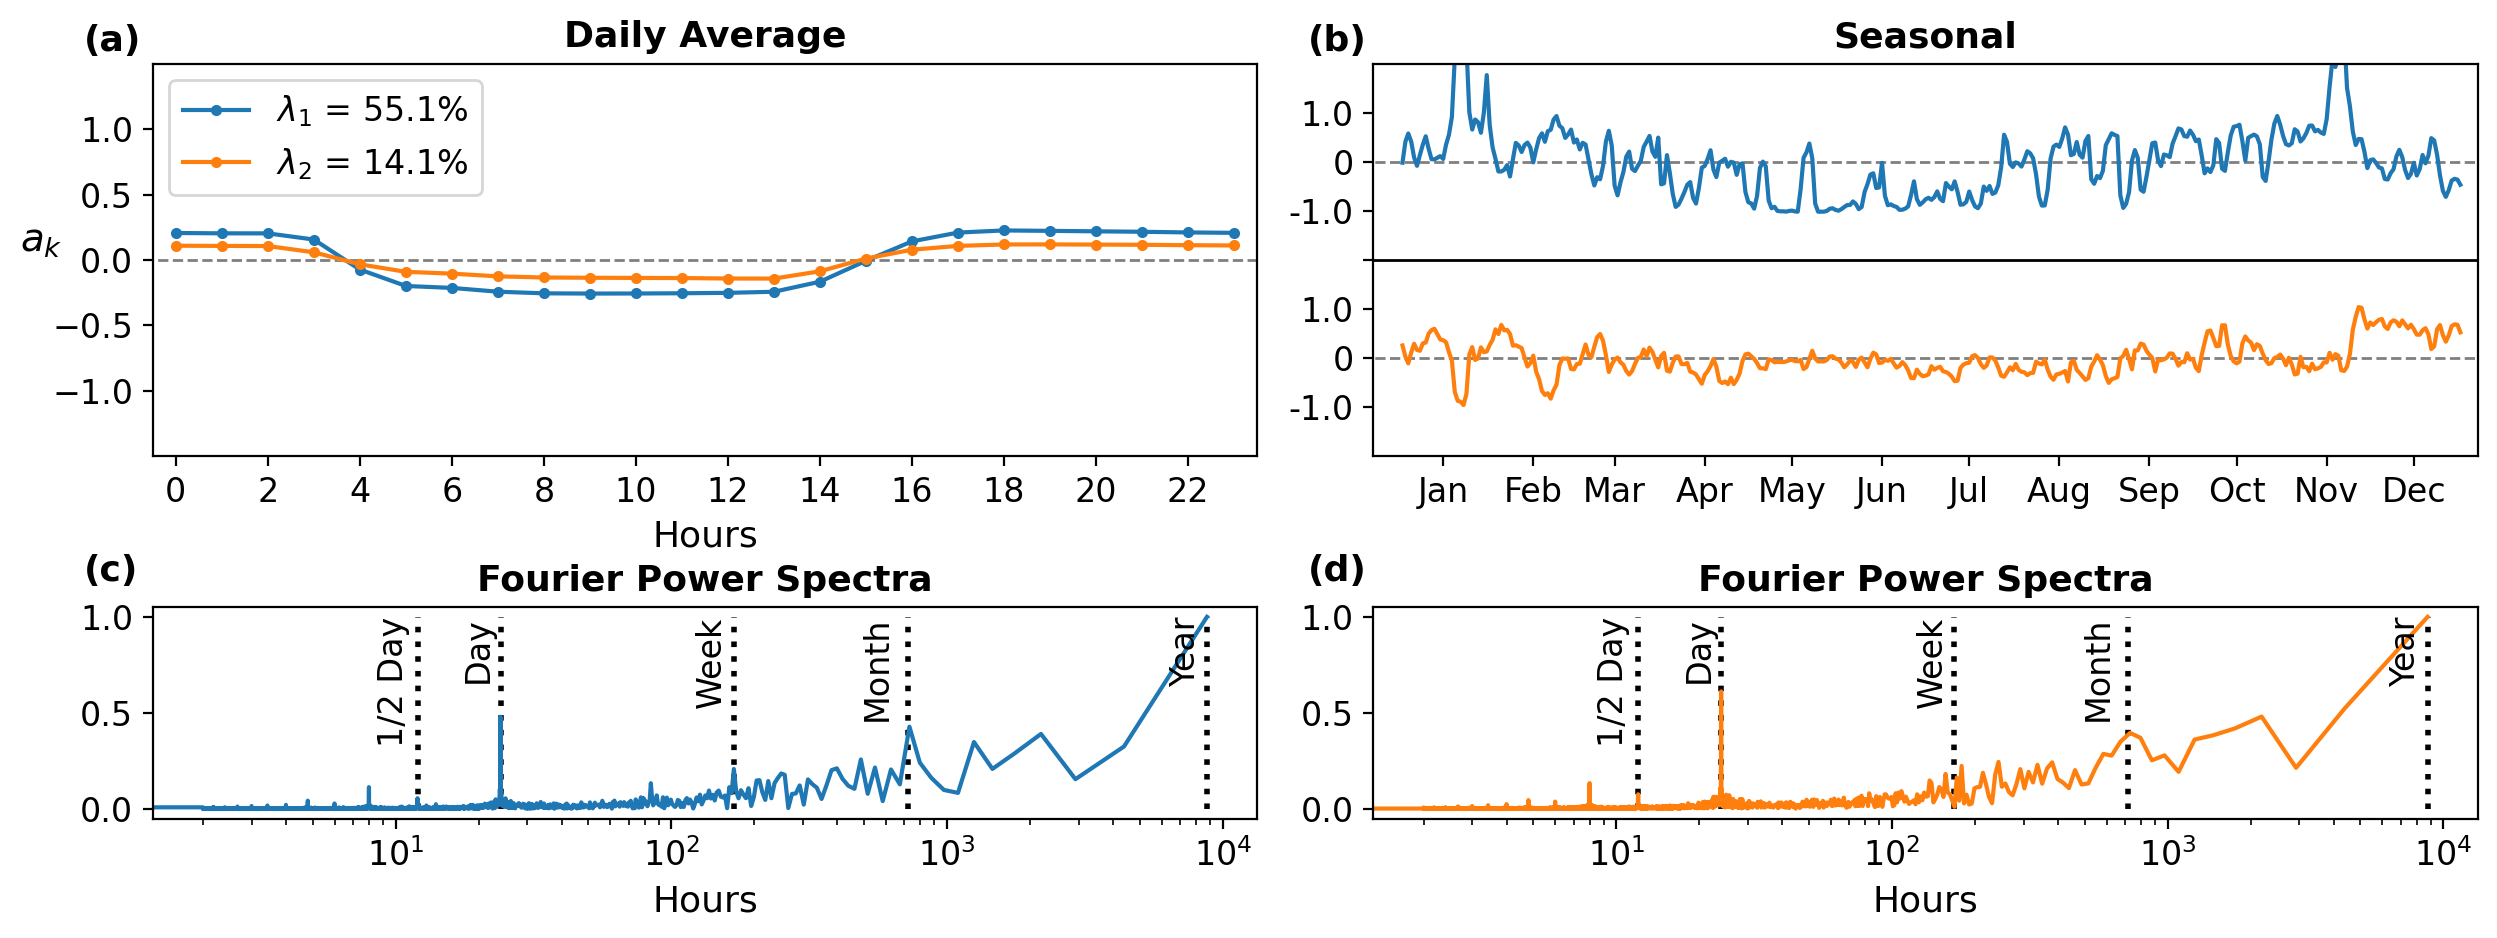 (a)
Daily Average
λ1 = 55.1%
λ2 = 14.1%
ak
1.0
0.5
0.0
−0.5
−1.0
0 2 4 6 8 10 12 14 16 18 20 22
Hours
(b)
Seasonal
1.0
0
-1.0
1.0
0
-1.0
Jan Feb Mar Apr May Jun Jul Aug Sep Oct Nov Dec
(c)
Fourier Power Spectra
1.0
0.5
0.0
1/2 Day
Day
Week
Month
Year
10^1 10^2 10^3 10^4
Hours
(d)
Fourier Power Spectra
1.0
0.5
0.0
1/2 Day
Day
Week
Month
Year
10^1 10^2 10^3 10^4
Hours